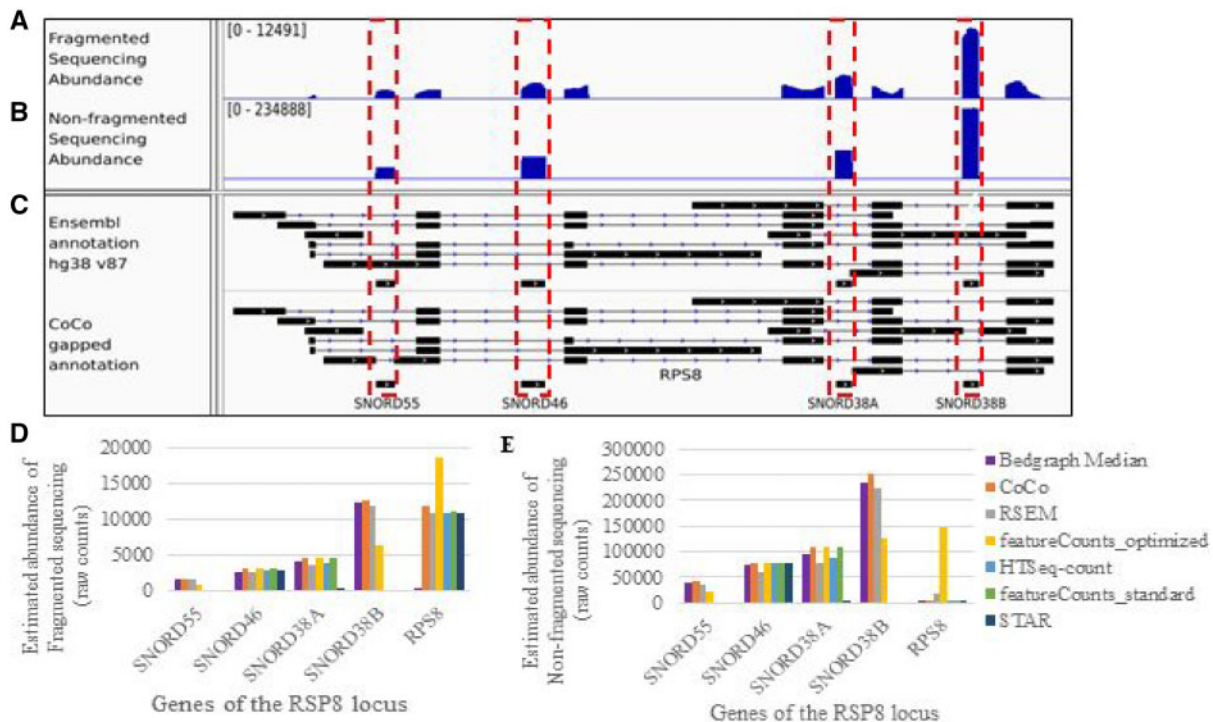 A
Fragmented
Sequencing
Abundance
[0 - 12491]
B
Non-fragmented
Sequencing
Abundance
[0 - 234888]
C
Ensembl
annotation
hg38 v87
CoCo
gapped
annotation
RPS8
SNORD55
SNORD46
SNORD38A
SNORD38B
D
Estimated abundance of
Fragmented sequencing
(raw counts)
20000
15000
10000
5000
0
SNORD55
SNORD46
SNORD38A
SNORD38B
RPS8
Genes of the RSP8 locus
E
Estimated abundance of
Non-fragmented sequencing
(raw counts)
300000
250000
200000
150000
100000
50000
0
SNORD55
SNORD46
SNORD38A
SNORD38B
RPS8
Genes of the RSP8 locus
Bedgraph Median
CoCo
RSEM
featureCounts_optimized
HTSeq-count
featureCounts_standard
STAR